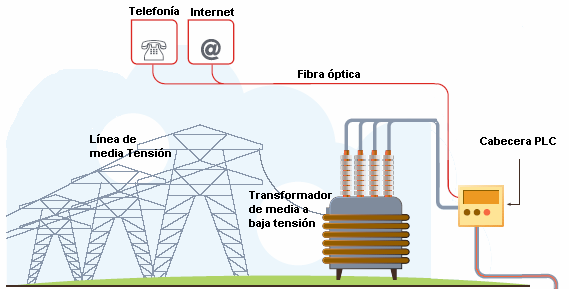 Telefonía
Internet
@
Fibra óptica
Línea de
media Tensión
Cabecera PLC
Transformador
de media a
baja tensión